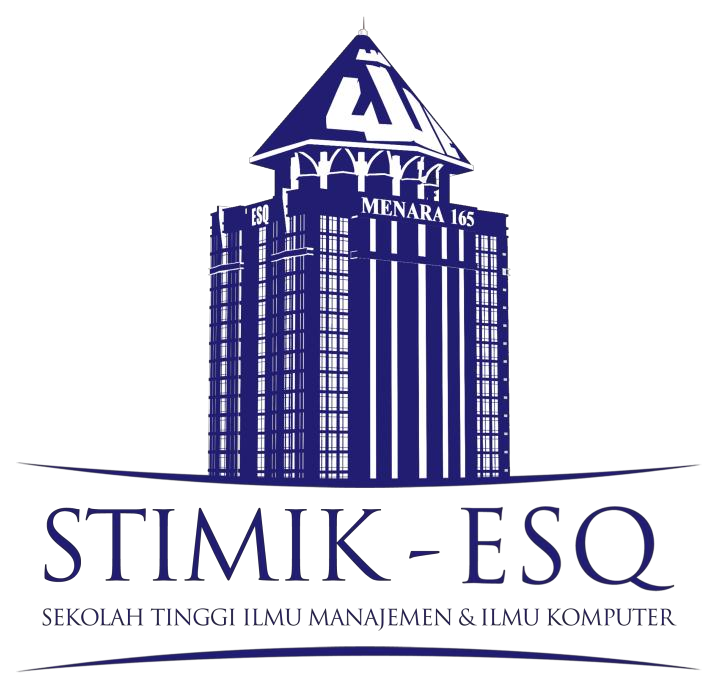 ESQ
MENARA 165
STIMIK - ESQ
SEKOLAH TINGGI ILMU MANAJEMEN & ILMU KOMPUTER